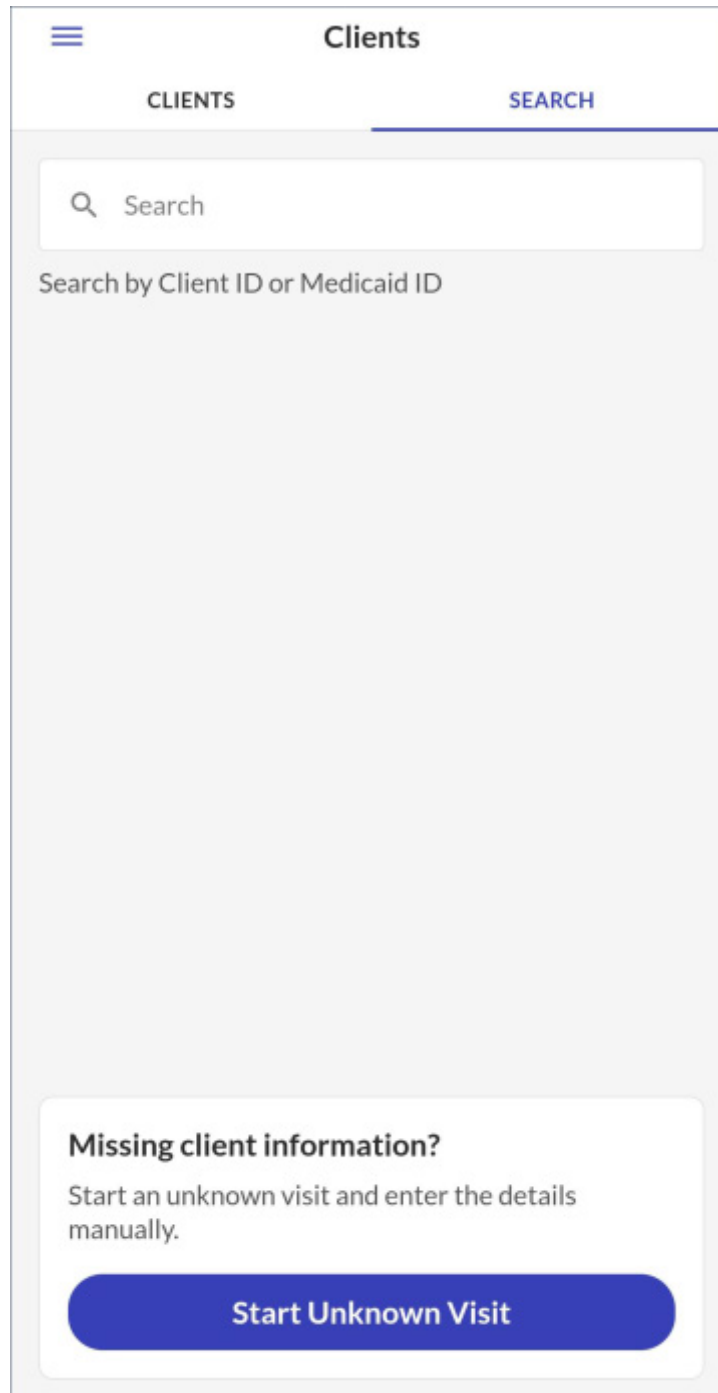 Clients
CLIENTS
SEARCH
Search
Search by Client ID or Medicaid ID
Missing client information?
Start an unknown visit and enter the details
manually.
Start Unknown Visit